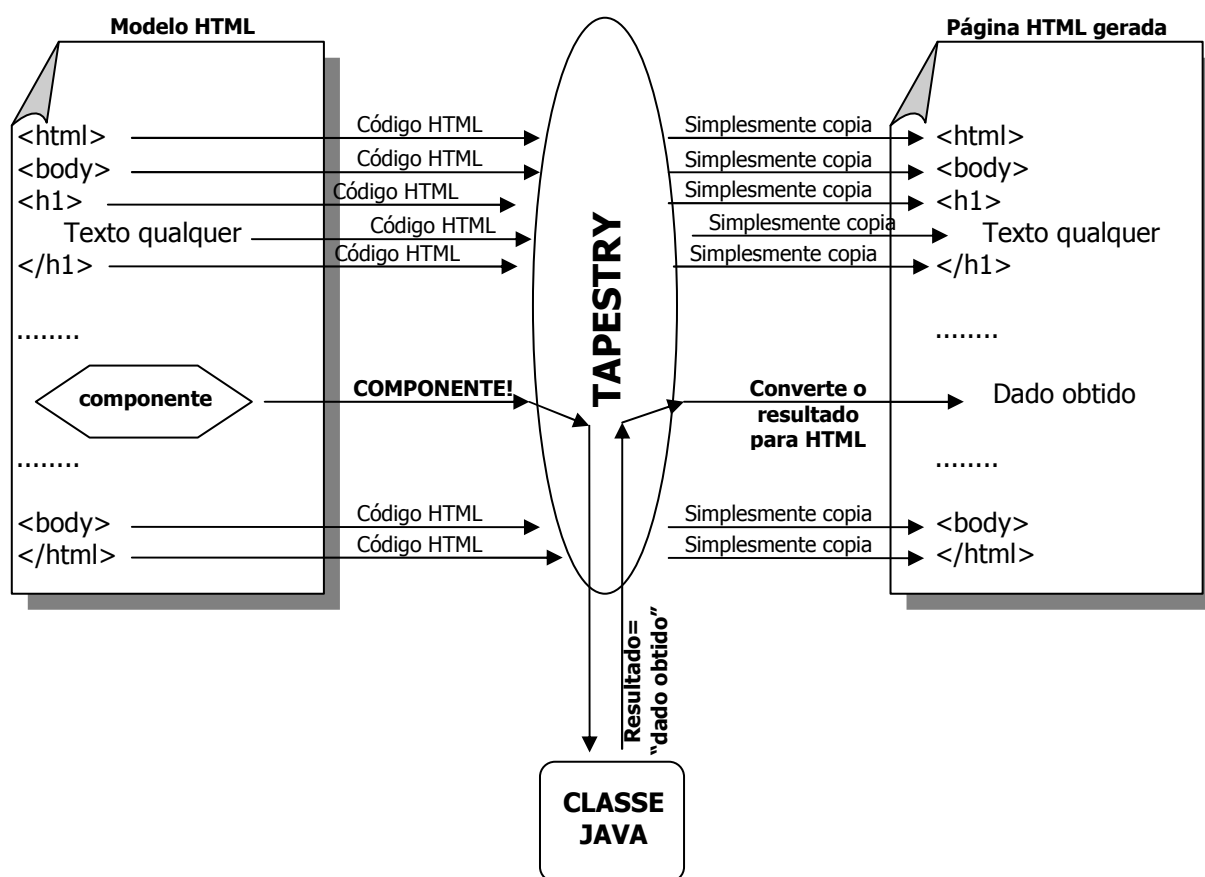 Modelo HTML
Página HTML gerada
<html>
Código HTML
Simplesmente copia
<html>
<body>
Código HTML
Simplesmente copia
<body>
<h1>
Código HTML
Simplesmente copia
<h1>
Texto qualquer
Código HTML
Simplesmente copia
Texto qualquer
</h1>
Código HTML
Simplesmente copia
</h1>
TAPESTRY
........
........
componente
COMPONENTE!
Converte o
resultado
para HTML
Dado obtido
........
........
<body>
Código HTML
Simplesmente copia
<body>
</html>
Código HTML
Simplesmente copia
</html>
Resultado=
“dado obtido”
CLASSE
JAVA